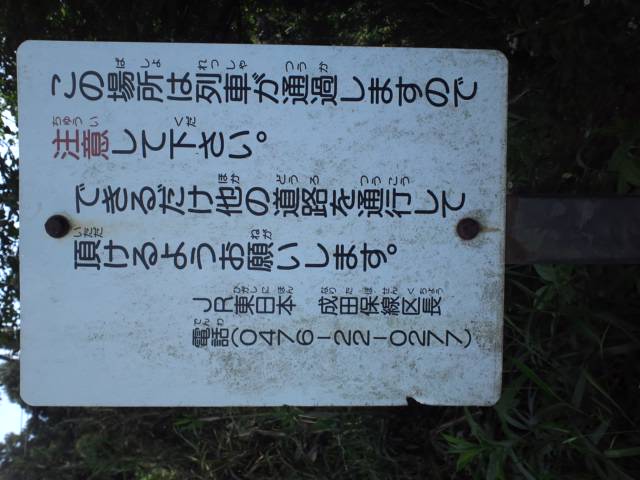 この場所は列車が通過しますので
注意して下さい。
できるだけ他の道路を通行して
頂けるようお願いします。
JR東日本　成田保線区長
電話(0476-22-0277)